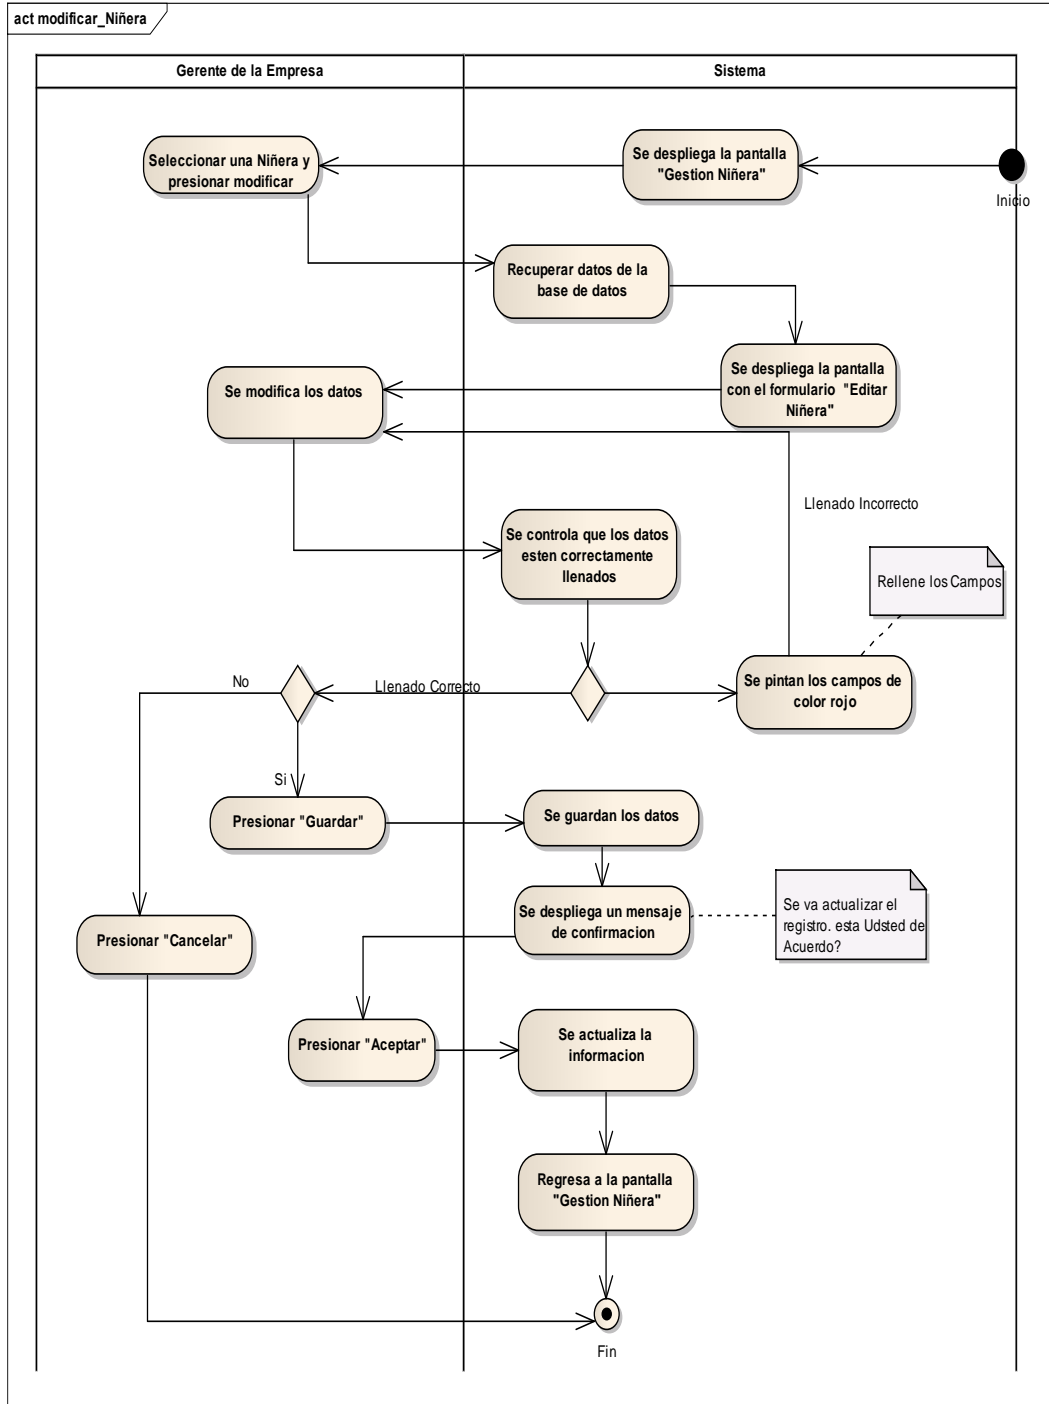 act modificar_Niñera
Gerente de la Empresa
Sistema
Seleccionar una Niñera y
presionar modificar
Se despliega la pantalla
"Gestion Niñera"
Inicio
Recuperar datos de la
base de datos
Se despliega la pantalla
con el formulario "Editar
Niñera"
Se modifica los datos
Llenado Incorrecto
Se controla que los datos
esten correctamente
llenados
Rellene los Campos
Se pintan los campos de
color rojo
No
Llenado Correcto
Si
Presionar "Guardar"
Se guardan los datos
Se despliega un mensaje
de confirmacion
Se va actualizar el
registro. esta Udsted de
Acuerdo?
Presionar "Cancelar"
Presionar "Aceptar"
Se actualiza la
informacion
Regresa a la pantalla
"Gestion Niñera"
Fin